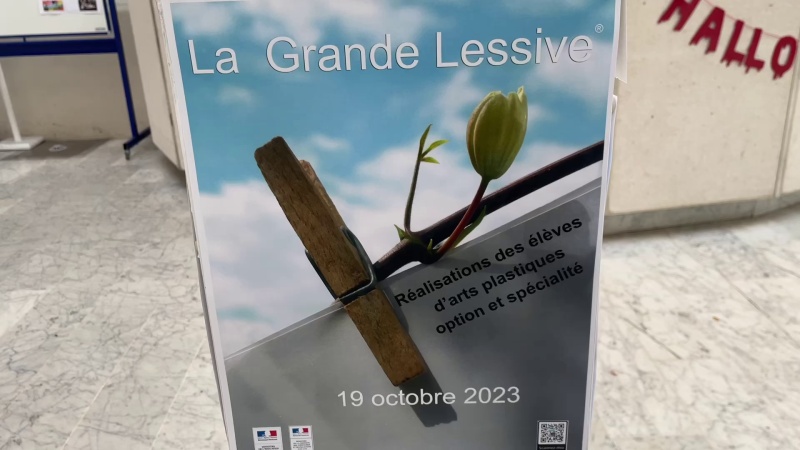 HALLO
La Grande Lessive®
Réalisations des élèves
d'arts plastiques
option et spécialité
19 octobre 2023